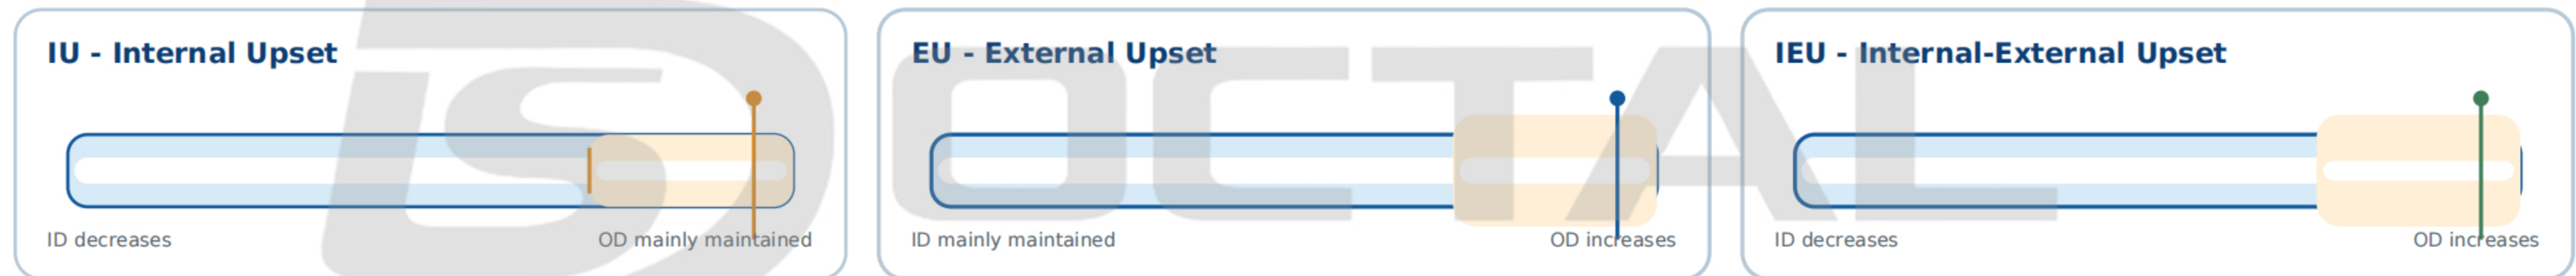 IU - Internal Upset
ID decreases
OD mainly maintained
EU - External Upset
ID mainly maintained
OD increases
IEU - Internal-External Upset
ID decreases
OD increases
OCTAL